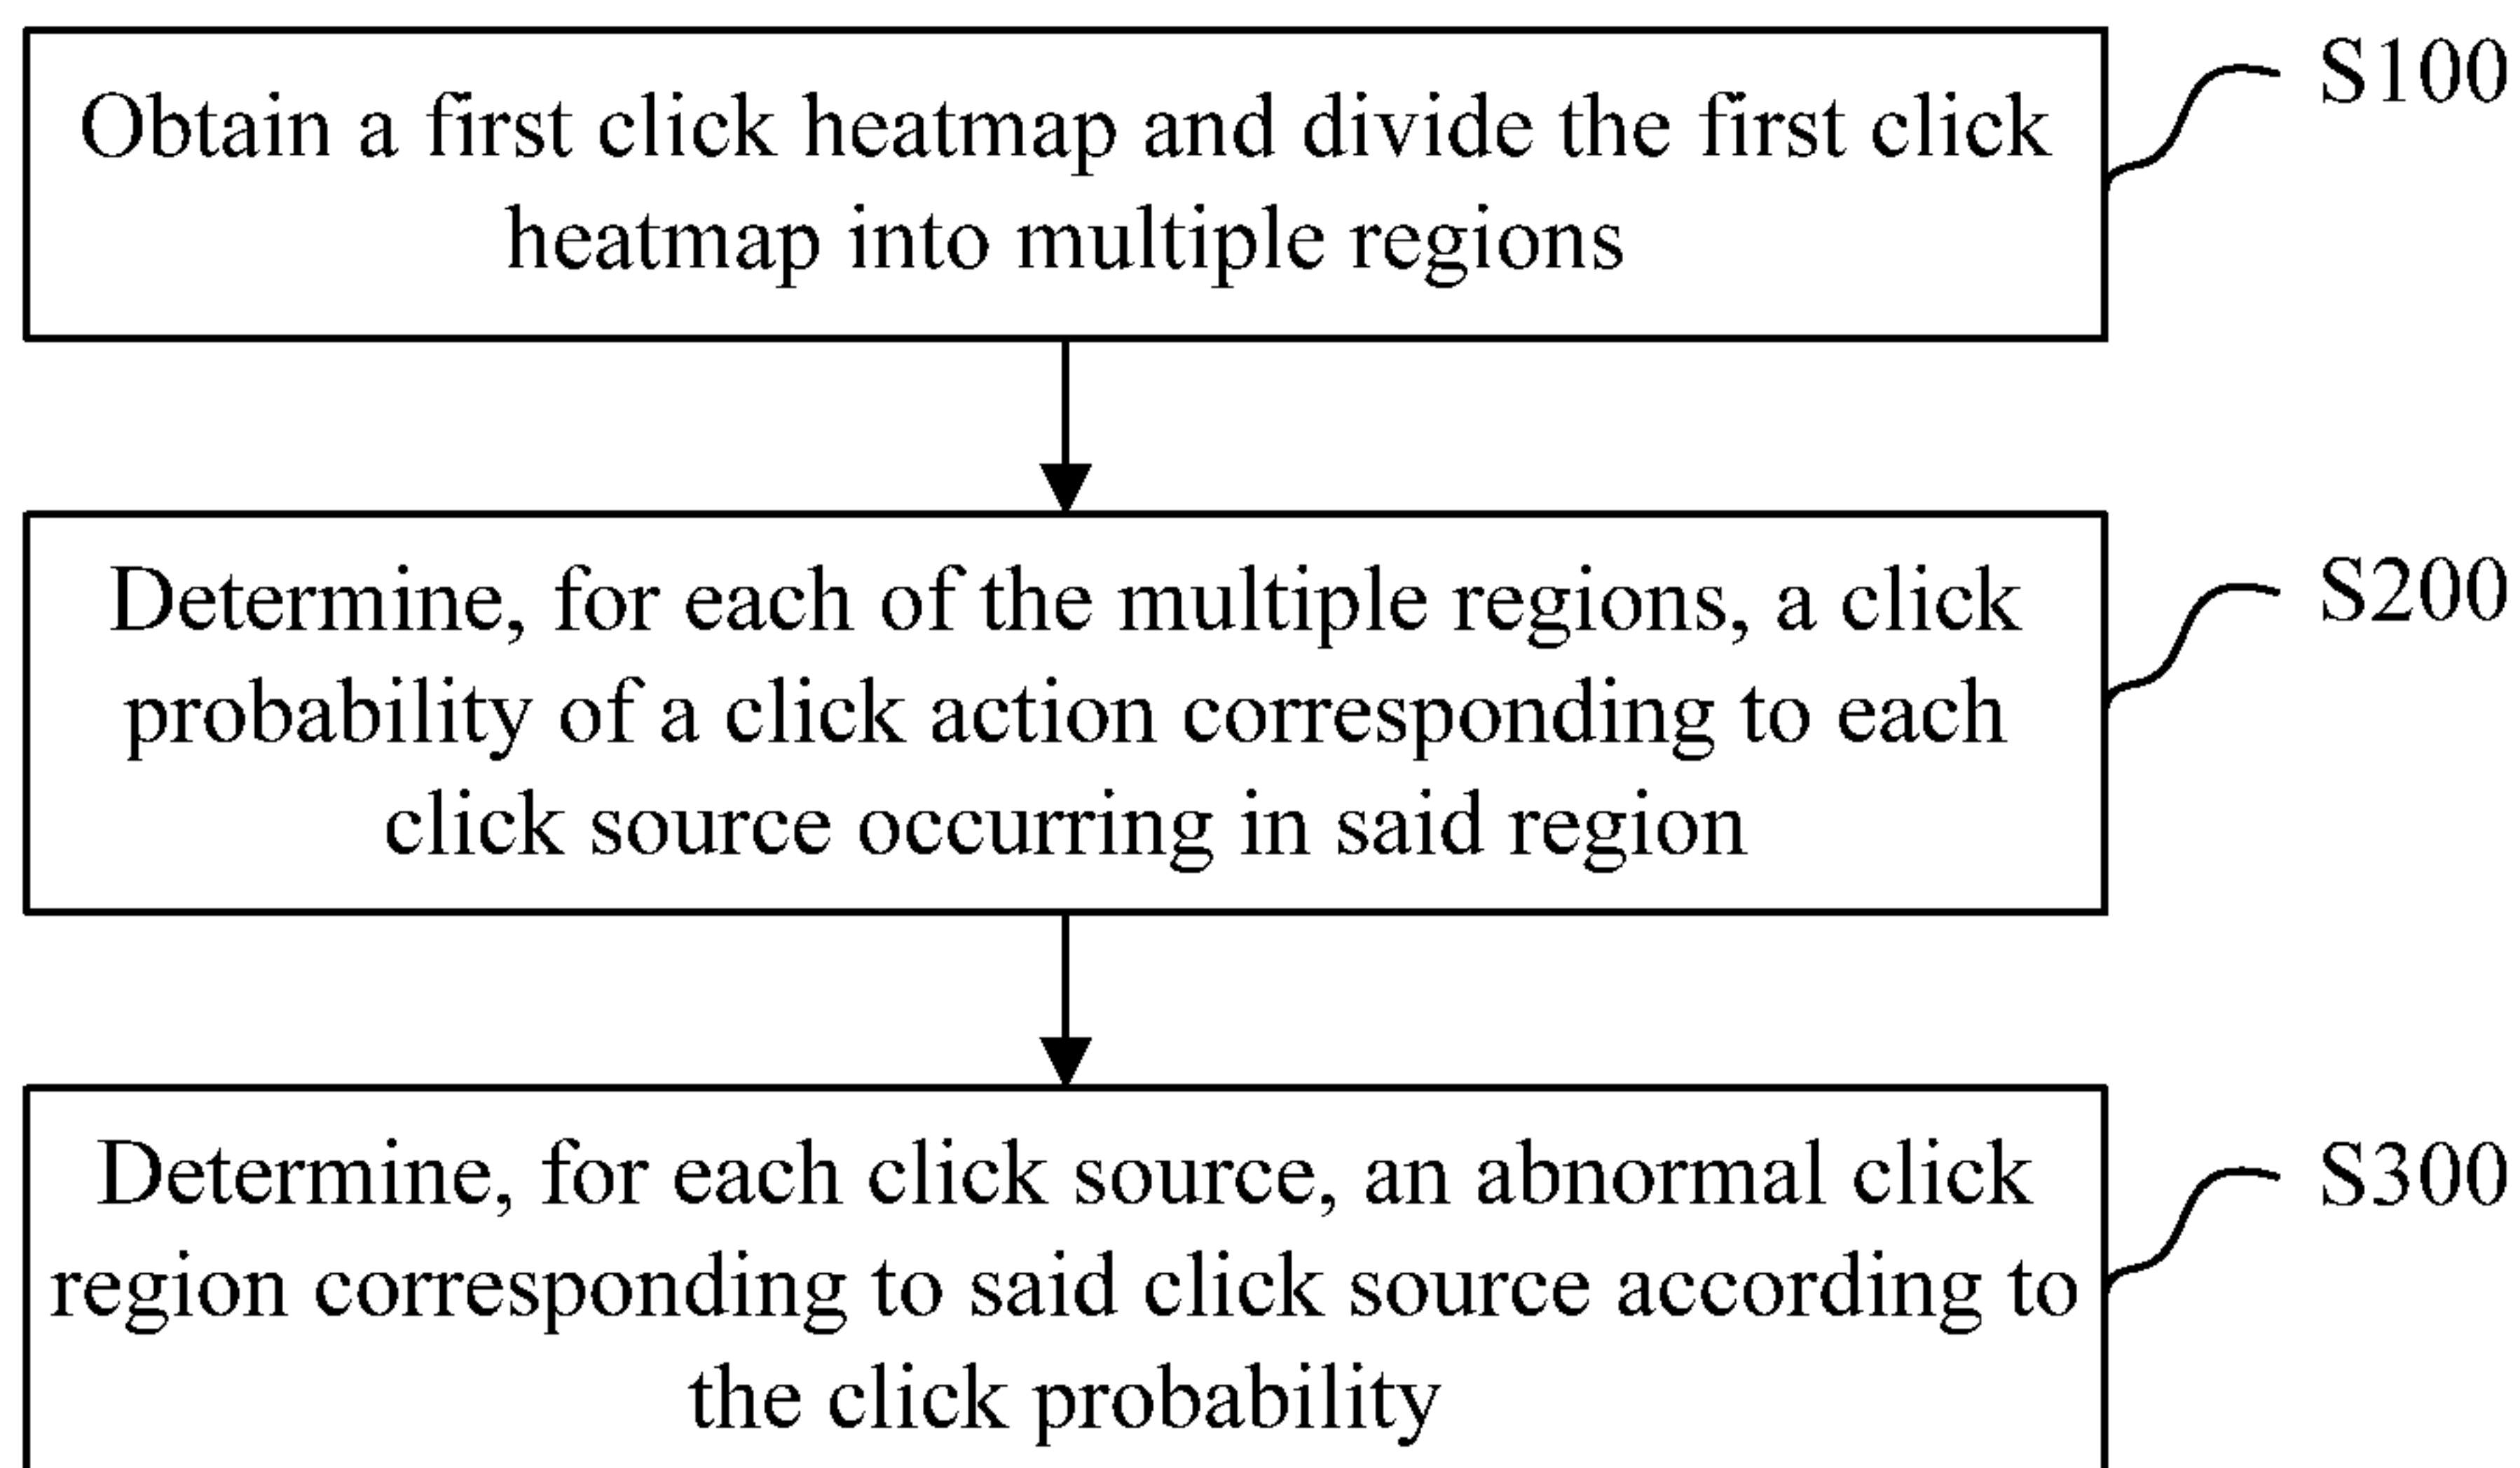 Obtain a first click heatmap and divide the first click
heatmap into multiple regions
S100
Determine, for each of the multiple regions, a click
probability of a click action corresponding to each
click source occurring in said region
S200
Determine, for each click source, an abnormal click
region corresponding to said click source according to
the click probability
S300